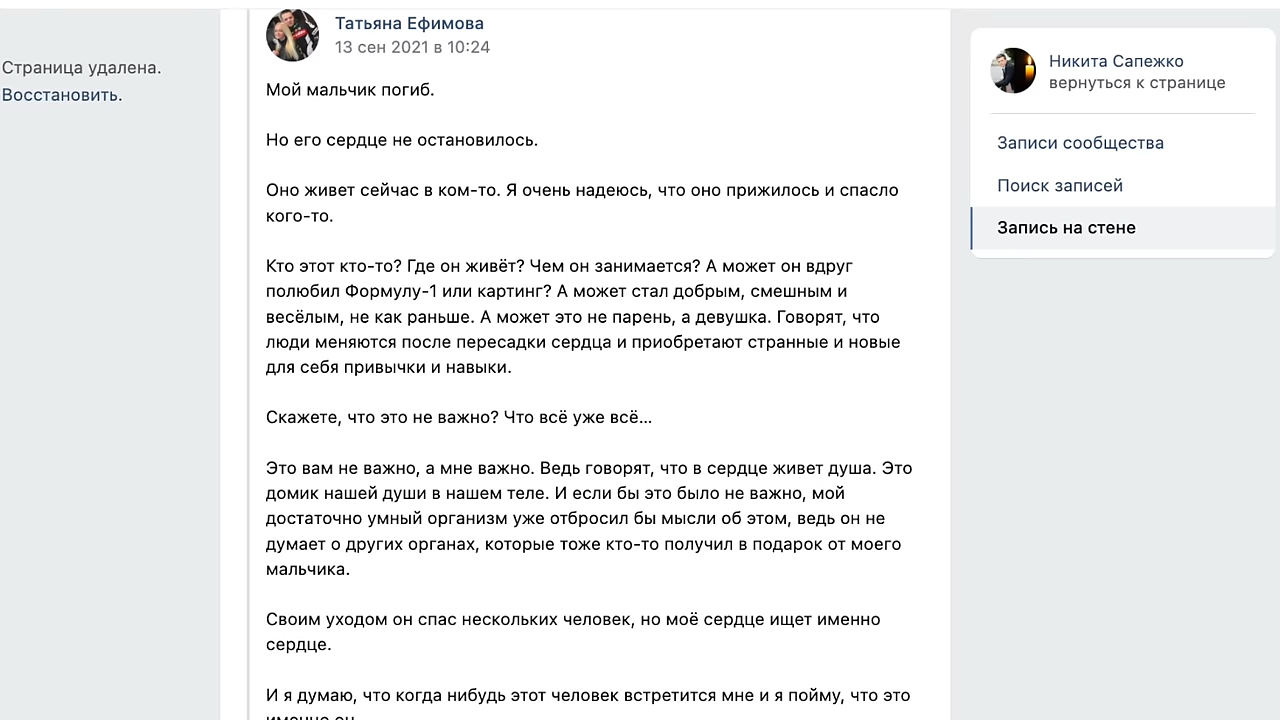 Страница удалена.
Восстановить.
Татьяна Ефимова
13 сен 2021 в 10:24
Мой мальчик погиб.
Но его сердце не остановилось.
Оно живет сейчас в ком-то. Я очень надеюсь, что оно прижилось и спасло
кого-то.
Кто этот кто-то? Где он живёт? Чем он занимается? А может он вдруг
полюбил Формулу-1 или картинг? А может стал добрым, смешным и
весёлым, не как раньше. А может это не парень, а девушка. Говорят, что
люди меняются после пересадки сердца и приобретают странные и новые
для себя привычки и навыки.
Скажете, что это не важно? Что всё уже всё...
Это вам не важно, а мне важно. Ведь говорят, что в сердце живет душа. Это
домик нашей души в нашем теле. И если бы это было не важно, мой
достаточно умный организм уже отбросил бы мысли об этом, ведь он не
думает о других органах, которые тоже кто-то получил в подарок от моего
мальчика.
Своим уходом он спас нескольких человек, но моё сердце ищет именно
сердце.
И я думаю, что когда нибудь этот человек встретится мне и я пойму, что это
именно он
Никита Сапежко
вернуться к странице
Записи сообщества
Поиск записей
Запись на стене